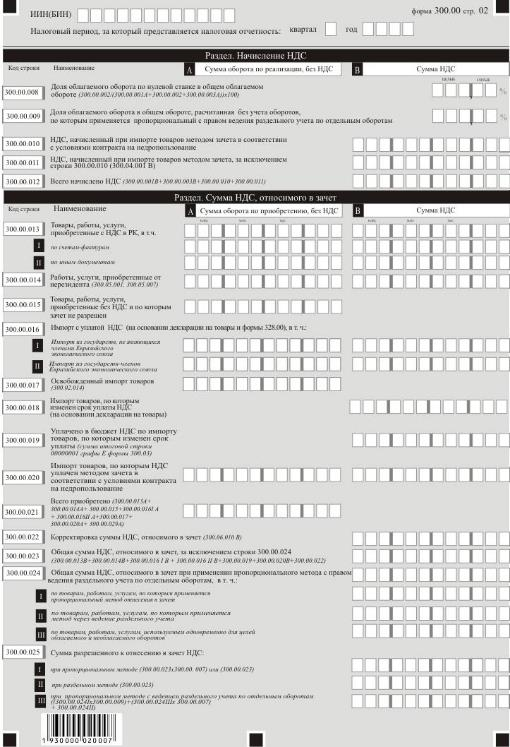 форма 300.00 стр. 02
ИИН(БИН)
Налоговый период, за который представляется налоговая отчетность: квартал год
Раздел. Начисление НДС
Код строки Наименование A Сумма оборота по реализации, без НДС B Сумма НДС
300.00.008 Доля облагаемого оборота по нулевой ставке в общем облагаемом
обороте (300.00.002/(300.00.001А+300.00.002+300.00.003А))х100) %
300.00.009 Доля облагаемого оборота в общем обороте, расчитанная без учета оборотов,
по которым применяется пропорциональный с правом ведения раздельного учета по отдельным оборотам %
300.00.010 НДС, начисленный при импорте товаров методом зачета в соответствии
с условиями контракта на недропользование
300.00.011 НДС, начисленный при импорте товаров методом зачета, за исключением
строки 300.00.010 (300.04.001 В)
300.00.012 Всего начислено НДС (300.00.001В+300.00.003В+300.00.010+300.00.011)
Раздел. Сумма НДС, относимого в зачет
Код строки Наименование A Сумма оборота по приобретению, без НДС B Сумма НДС
300.00.013 Товары, работы, услуги,
приобретенные с НДС в РК, в т.ч.
I по счетам-фактурам
II по иным документам
300.00.014 Работы, услуги, приобретенные от
нерезидента (300.05.001; 300.05.007)
300.00.015 Товары, работы, услуги,
приобретенные без НДС и по которым
зачет не разрешен
300.00.016 Импорт с уплатой НДС (на основании декларации на товары и формы 328.00), в т. ч.:
I Импорт из государств, не являющихся
членами Евразийского
экономического союза
II Импорт из государств-членов
Евразийского экономического союза
300.00.017 Освобожденный импорт товаров
(300.02.014)
300.00.018 Импорт товаров, по которым
изменен срок уплаты НДС
(на основании декларации на товары)
300.00.019 Уплачено в бюджет НДС по импорту
товаров, по которым изменен срок
уплаты (сумма итоговой строки
00000001 графы Е формы 300.03)
300.00.020 Импорт товаров, по которым НДС
уплачен методом зачета в
соответствии с условиями контракта
на недропользование
300.00.021 Всего приобретено (300.00.013А+
300.00.014А+ 300.00.015+300.00.016I А
+ 300.00.016II А+300.00.017+
300.00.020А+ 300.00.029А)
300.00.022 Корректировка суммы НДС, относимого в зачет (300.06.010 В)
300.00.023 Общая сумма НДС, относимого в зачет, за исключением строки 300.00.024
(300.00.013В+300.00.014В+300.00.016 I В+ 300.00.016 II В+300.00.019+300.00.020В+300.00.022)
300.00.024 Общая сумма НДС, относимого в зачет при применении пропорционального метода с правом
ведения раздельного учета по отдельным оборотам, в т. ч.:
I по товарам, работам, услугам, по которым применяется
пропорциональный метод отнесения в зачет
II по товарам, работам, услугам, по которым применяется
метод через ведение раздельного учета
III по товарам, работам, услугам, используемым одновременно для целей
облагаемого и необлагаемого оборотов
300.00.025 Сумма разрешенного к отнесению в зачет НДС:
I при пропорциональном методе (300.00.023х300.00. 007) или (300.00.023)
II при раздельном методе (300.00.023)
III при пропорциональном методе с ведением раздельного учета по отдельным оборотам
((300.00.024Iх300.00.009)+(300.00.024IIIх 300.00.007)
+ 300.00.024II)
1930000020007